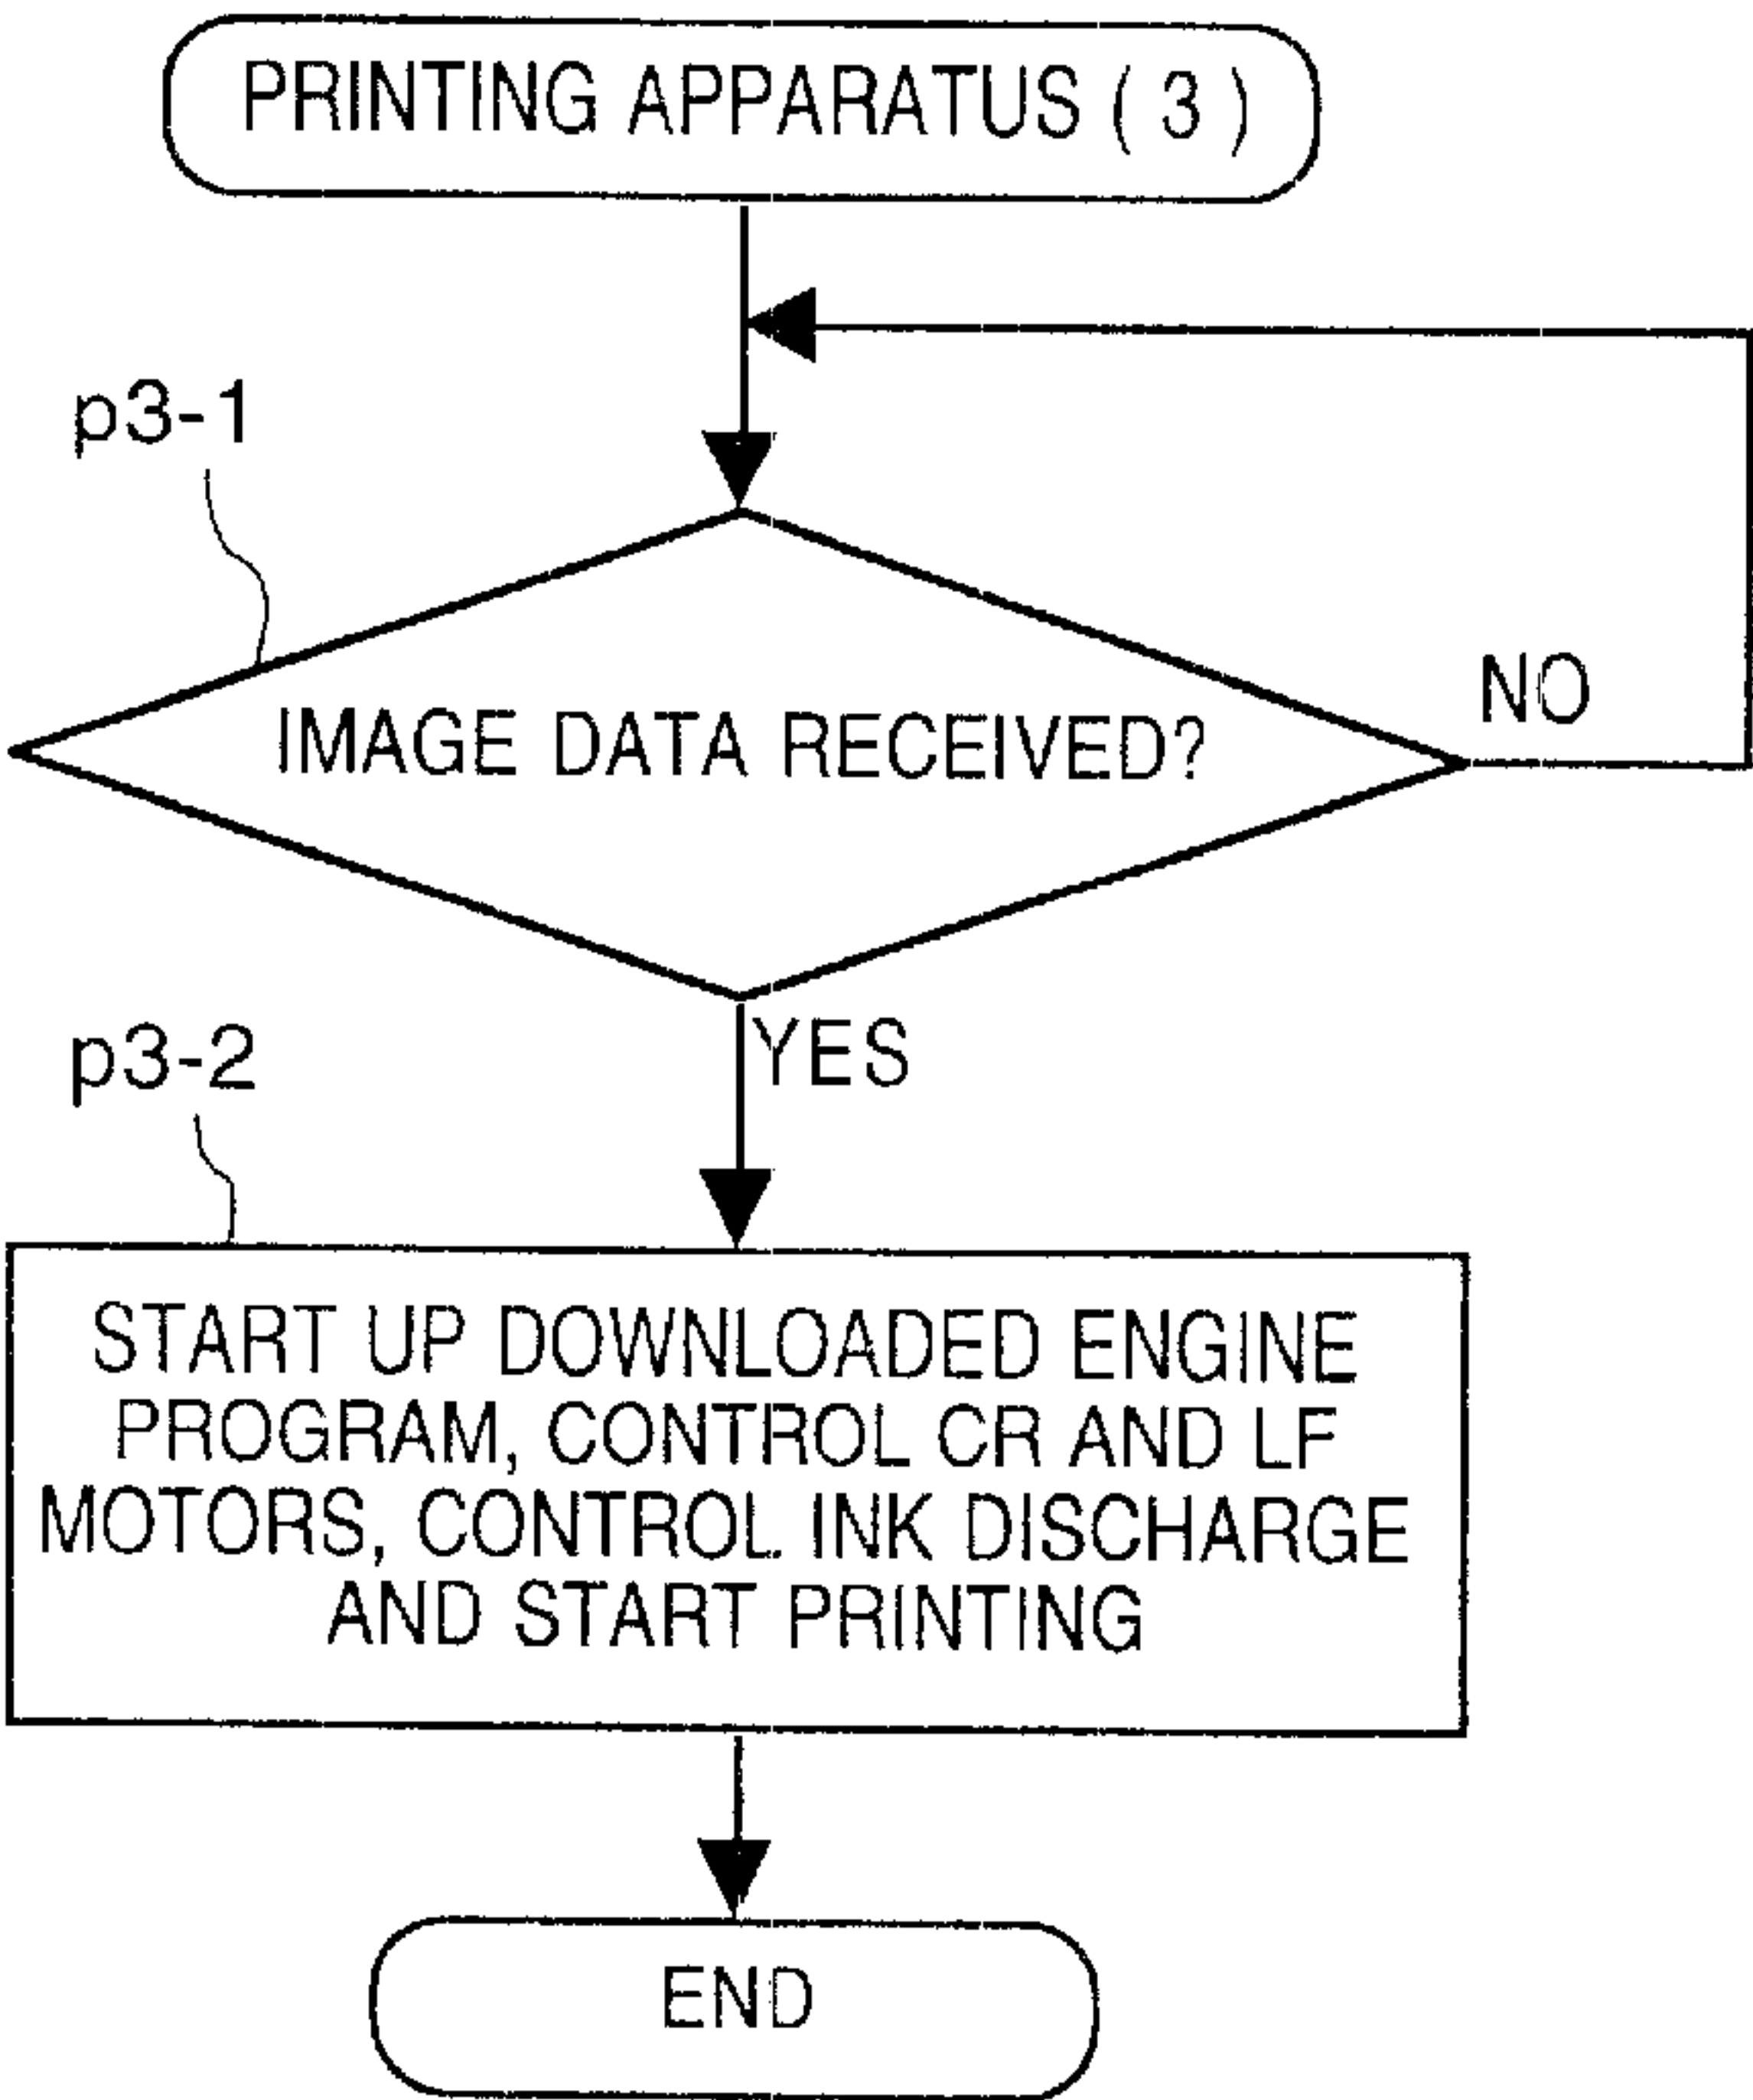 PRINTING APPARATUS ( 3 )
p3-1
IMAGE DATA RECEIVED?
NO
YES
p3-2
START UP DOWNLOADED ENGINE
PROGRAM, CONTROL CR AND LF
MOTORS, CONTROL INK DISCHARGE
AND START PRINTING
END